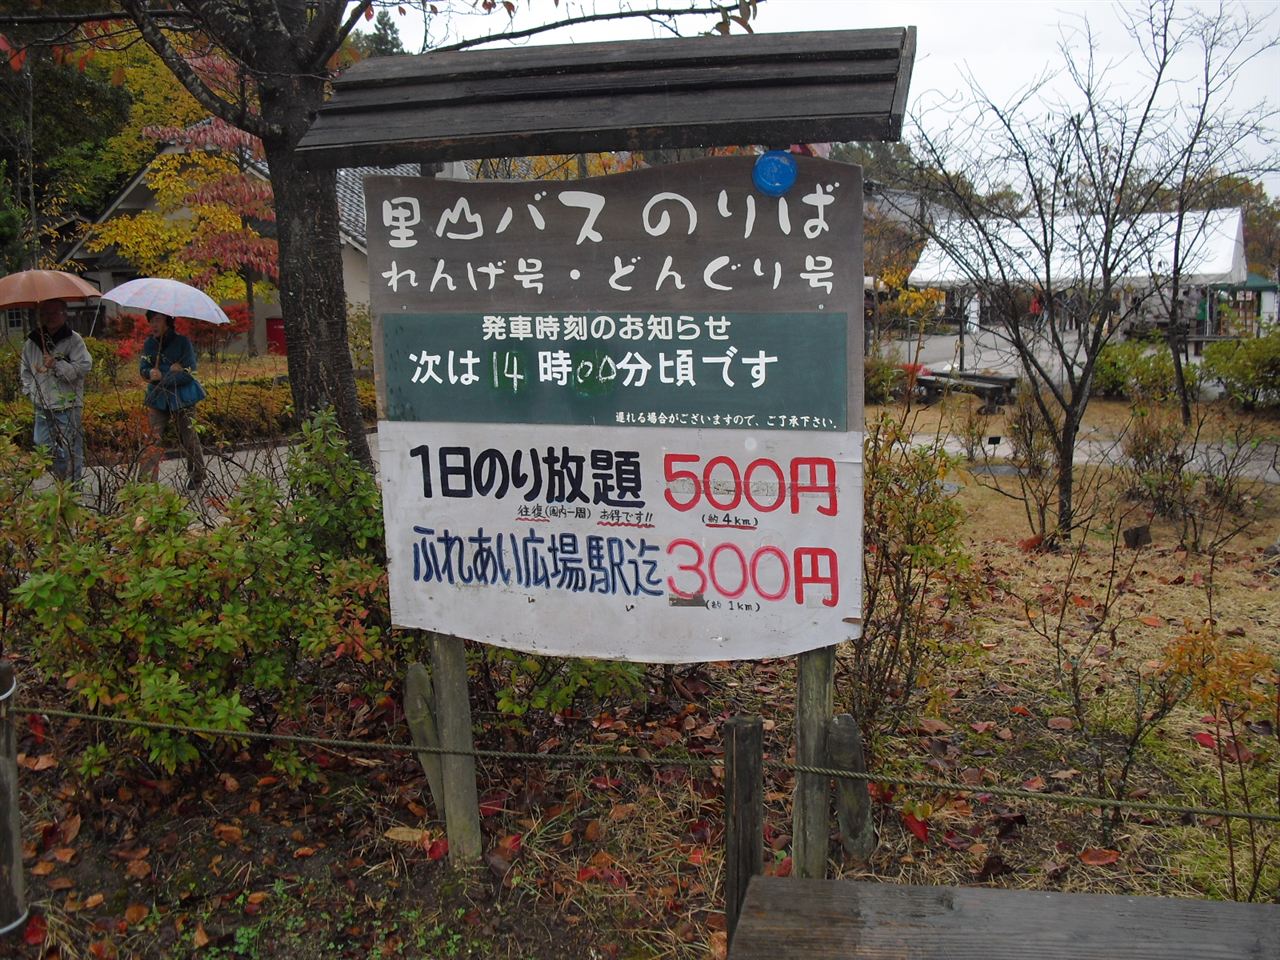 里山バスのりば
れんげ号・どんぐり号
発車時刻のお知らせ
次は14時00分頃です
遅れる場合がございますので、ご了承下さい.
1日のり放題 500円
往復(園内一周) お得です!! (約4km)
ふれあい広場駅迄 300円
(約1km)